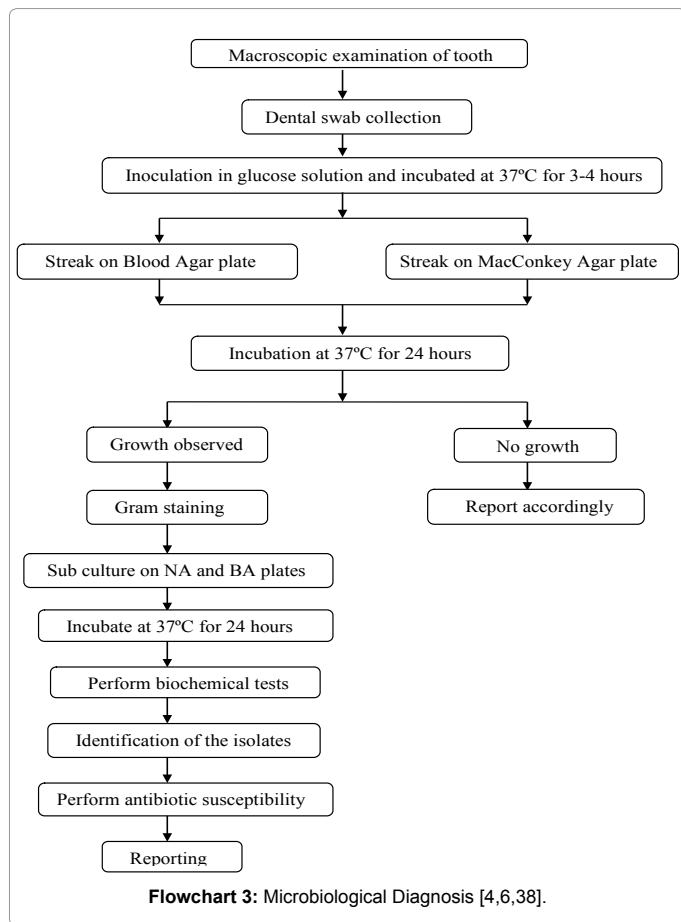 Macroscopic examination of tooth
Dental swab collection
Inoculation in glucose solution and incubated at 37ºC for 3-4 hours
Streak on Blood Agar plate
Streak on MacConkey Agar plate
Incubation at 37ºC for 24 hours
Growth observed
No growth
Gram staining
Report accordingly
Sub culture on NA and BA plates
Incubate at 37ºC for 24 hours
Perform biochemical tests
Identification of the isolates
Perform antibiotic susceptibility
Reporting
Flowchart 3: Microbiological Diagnosis [4,6,38].